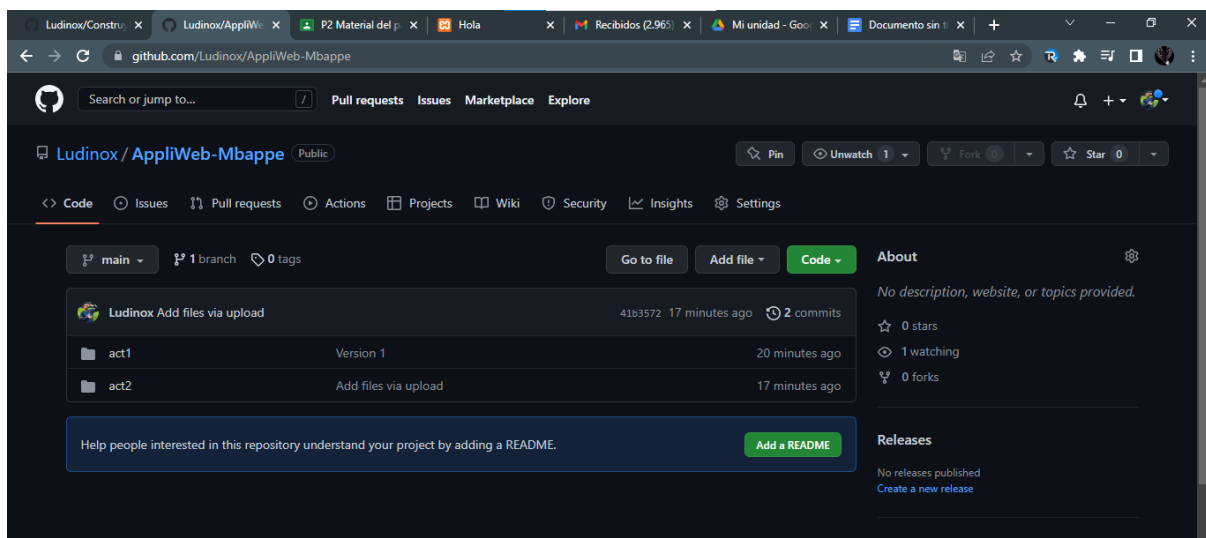 Ludinox/Constru
Ludinox/AppliWe
P2 Material del p
Hola
Recibidos (2.965)
Mi unidad - Goo
Documento sin t
github.com/Ludinox/AppliWeb-Mbappe
Search or jump to...
/
Pull requests Issues Marketplace Explore
Ludinox / AppliWeb-Mbappe Public
Pin
Unwatch 1
Fork 0
Star 0
<> Code Issues Pull requests Actions Projects Wiki Security Insights Settings
main 1 branch 0 tags
Go to file Add file Code
Ludinox Add files via upload 41b3572 17 minutes ago 2 commits
act1 Version 1 20 minutes ago
act2 Add files via upload 17 minutes ago
Help people interested in this repository understand your project by adding a README. Add a README
About
No description, website, or topics provided.
0 stars
1 watching
0 forks
Releases
No releases published
Create a new release